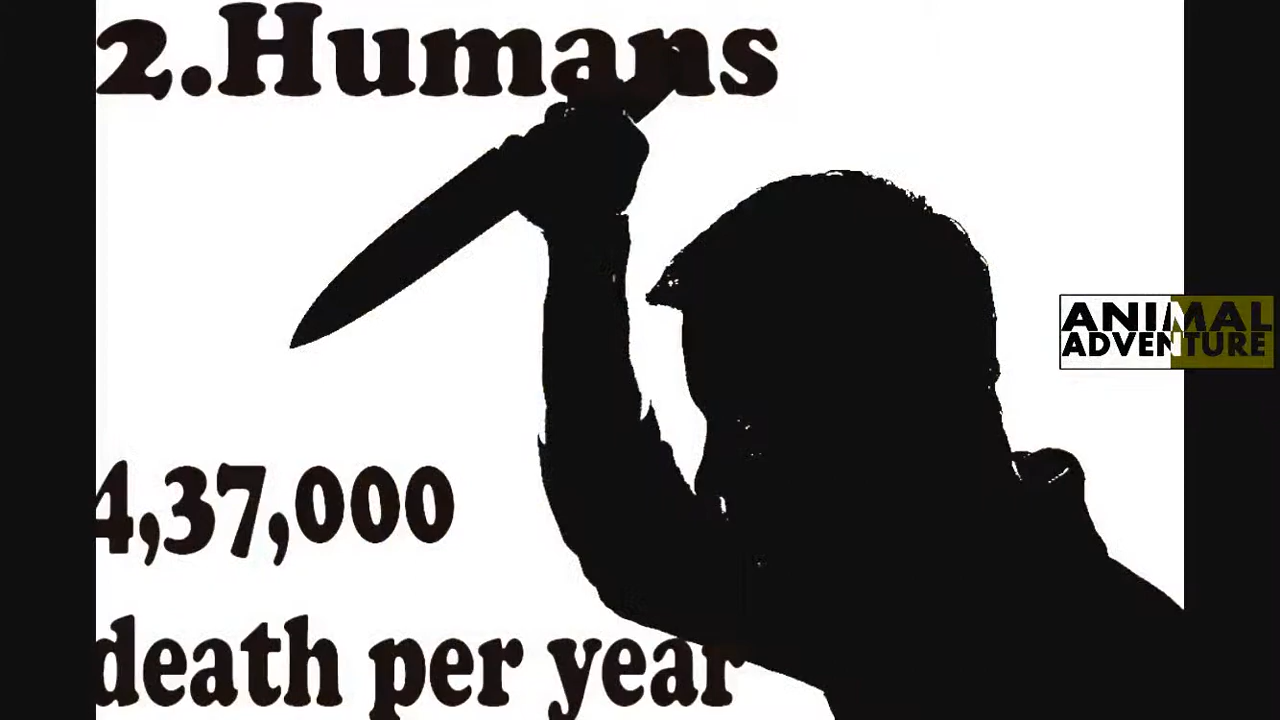 2.Humans
ANIMAL
ADVENTURE
4,37,000
death per year